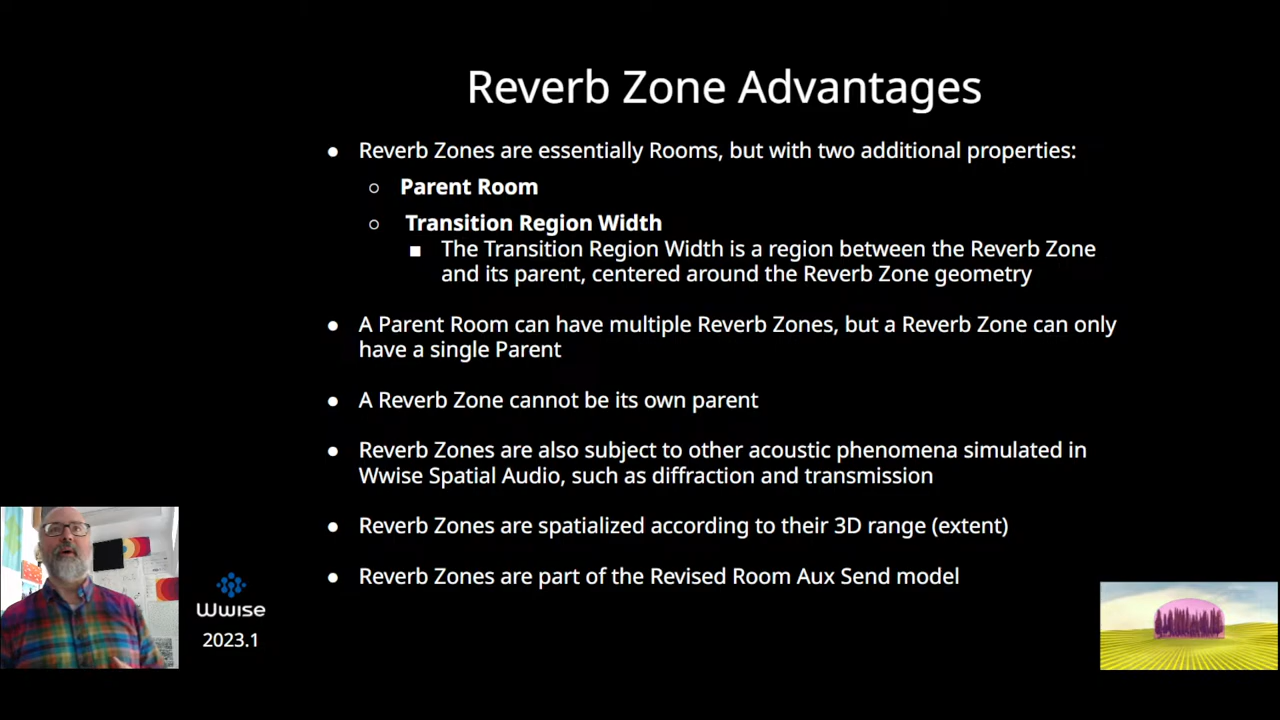 Reverb Zone Advantages
● Reverb Zones are essentially Rooms, but with two additional properties:
○ Parent Room
○ Transition Region Width
■ The Transition Region Width is a region between the Reverb Zone
and its parent, centered around the Reverb Zone geometry
● A Parent Room can have multiple Reverb Zones, but a Reverb Zone can only
have a single Parent
● A Reverb Zone cannot be its own parent
● Reverb Zones are also subject to other acoustic phenomena simulated in
Wwise Spatial Audio, such as diffraction and transmission
● Reverb Zones are spatialized according to their 3D range (extent)
● Reverb Zones are part of the Revised Room Aux Send model
Wwise
2023.1